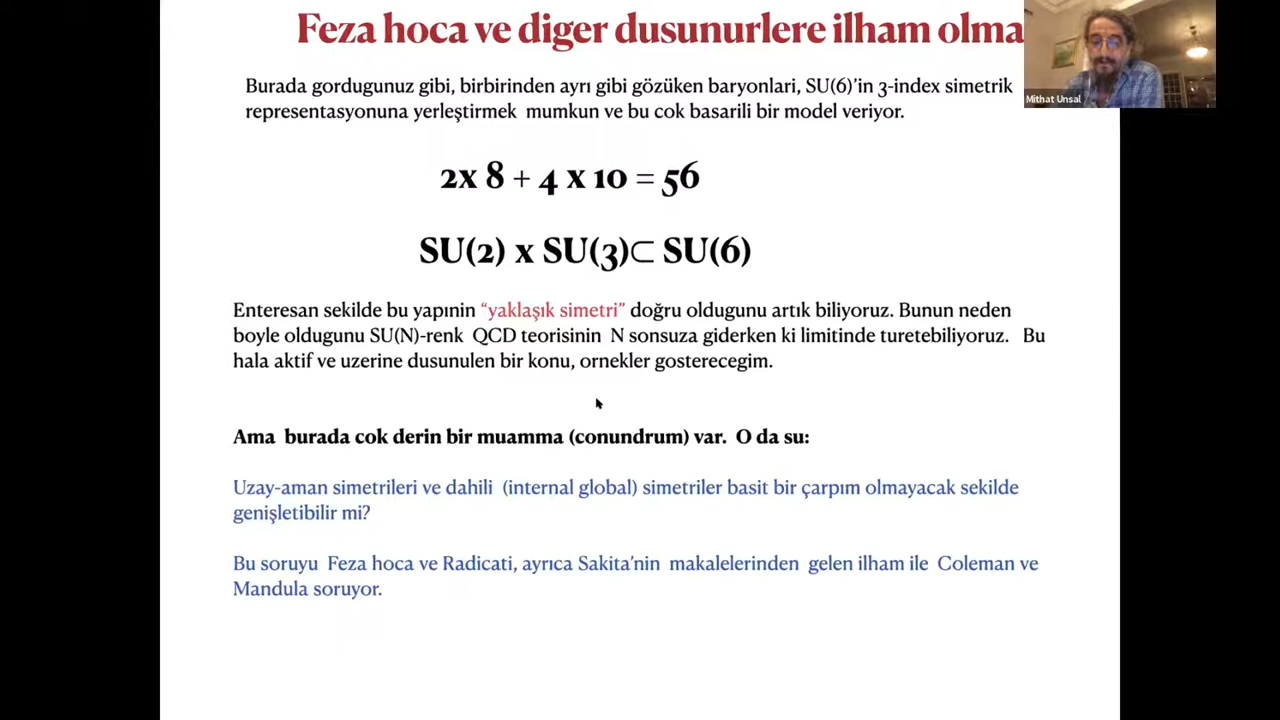 Feza hoca ve diger dusunurlere ilham olma
Mithat Unsal
Burada gordugunuz gibi, birbirinden ayrı gibi gözüken baryonlari, SU(6)'in 3-index simetrik
representasyonuna yerleştirmek mumkun ve bu cok basarili bir model veriyor.
2x 8 + 4 x 10 = 56
SU(2) x SU(3)⊂ SU(6)
Enteresan sekilde bu yapının “yaklaşık simetri” doğru oldugunu artık biliyoruz. Bunun neden
boyle oldugunu SU(N)-renk QCD teorisinin N sonsuza giderken ki limitinde turetebiliyoruz. Bu
hala aktif ve uzerine dusunulen bir konu, ornekler gosterecegim.
Ama burada cok derin bir muamma (conundrum) var. O da su:
Uzay-aman simetrileri ve dahili (internal global) simetriler basit bir çarpım olmayacak sekilde
genişletibilir mi?
Bu soruyu Feza hoca ve Radicati, ayrıca Sakita'nin makalelerinden gelen ilham ile Coleman ve
Mandula soruyor.